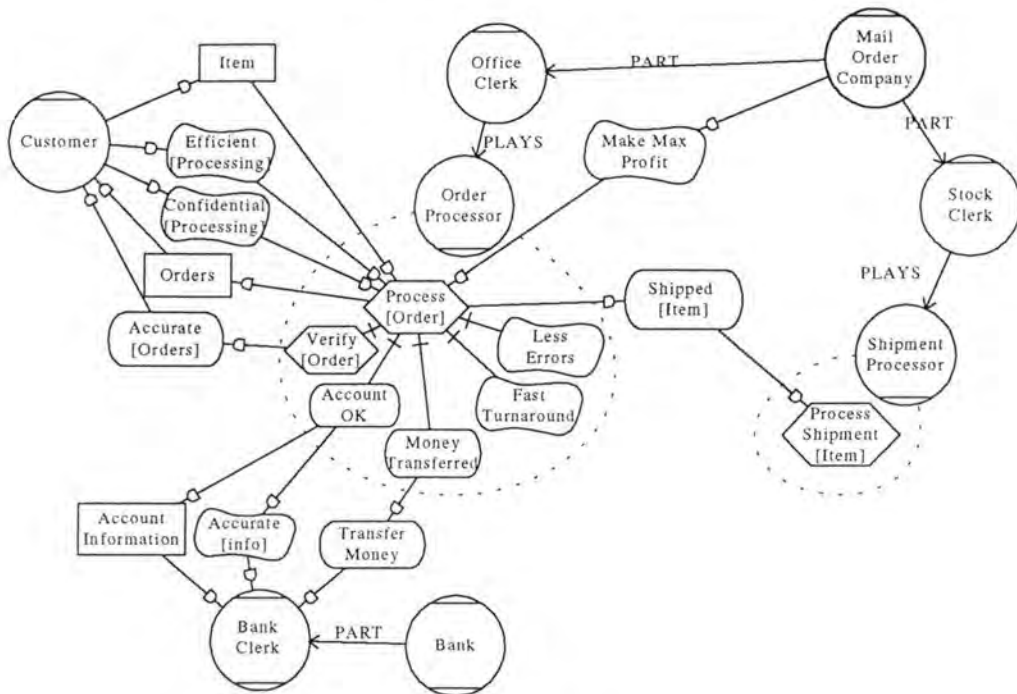 Item
Office
Clerk
PART
Mail
Order
Company
Customer
Efficient
[Processing]
PLAYS
Make Max
Profit
PART
Confidential
[Processing]
Order
Processor
Stock
Clerk
Orders
Process
[Order]
Shipped
[Item]
PLAYS
Accurate
[Orders]
Verify
[Order]
Less
Errors
Shipment
Processor
Account
OK
Fast
Turnaround
Process
Shipment
[Item]
Money
Transferred
Account
Information
Accurate
[info]
Transfer
Money
Bank
Clerk
PART
Bank